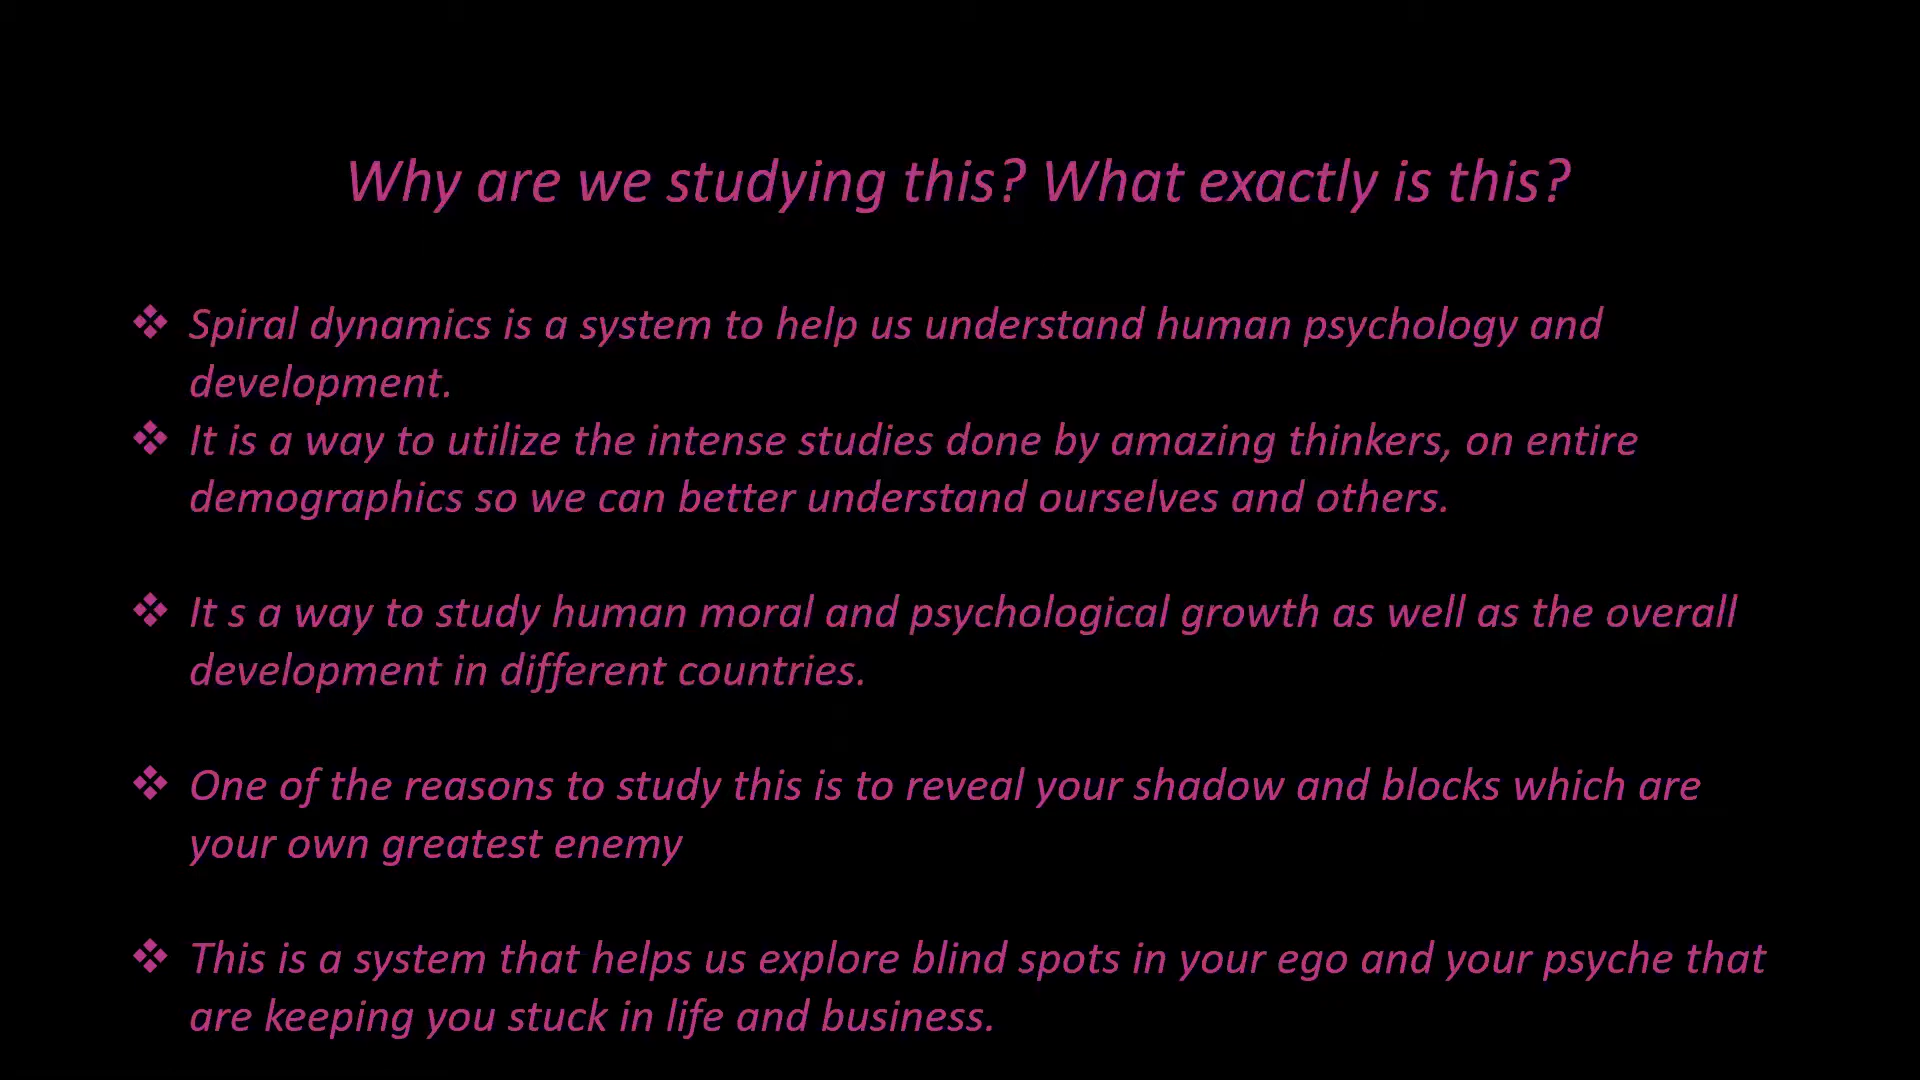 Why are we studying this? What exactly is this?
❖ Spiral dynamics is a system to help us understand human psychology and
development.
❖ It is a way to utilize the intense studies done by amazing thinkers, on entire
demographics so we can better understand ourselves and others.
❖ It s a way to study human moral and psychological growth as well as the overall
development in different countries.
❖ One of the reasons to study this is to reveal your shadow and blocks which are
your own greatest enemy
❖ This is a system that helps us explore blind spots in your ego and your psyche that
are keeping you stuck in life and business.